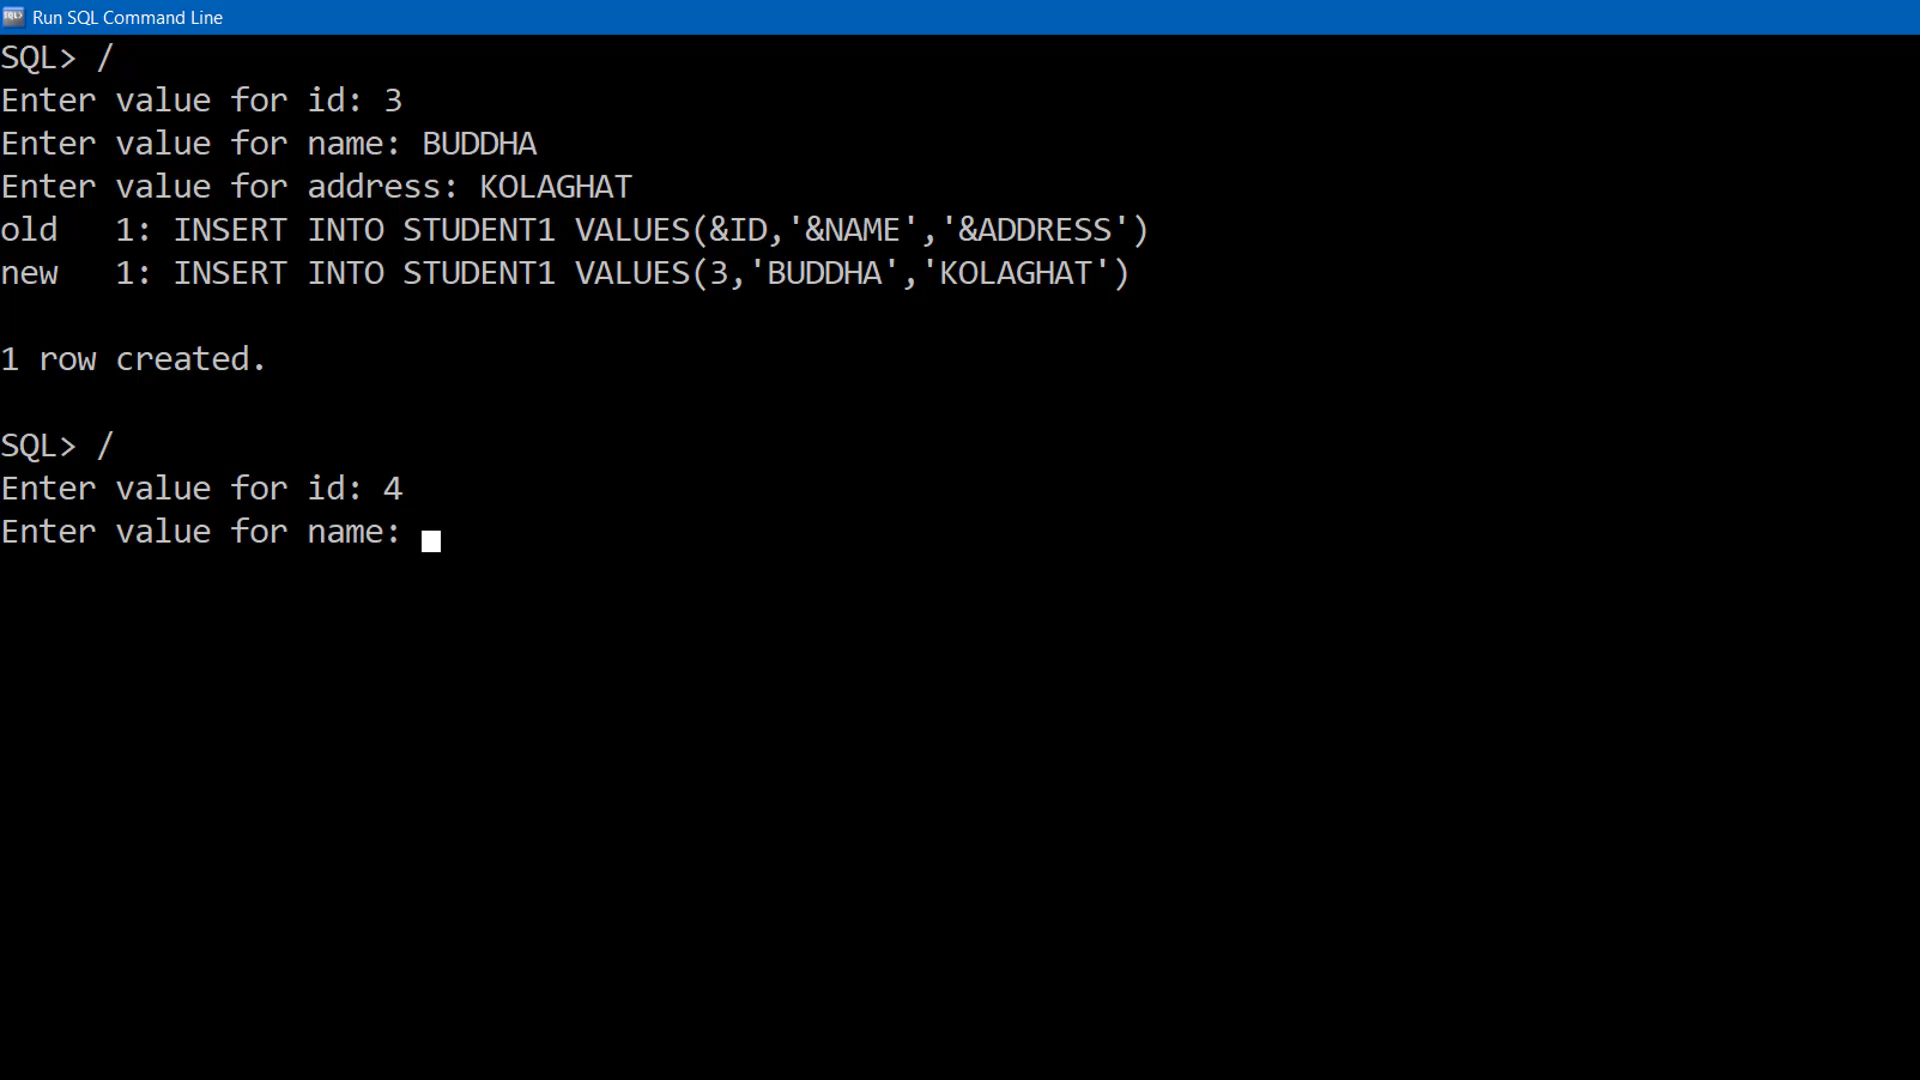 Run SQL Command Line
SQL> /
Enter value for id: 3
Enter value for name: BUDDHA
Enter value for address: KOLAGHAT
old   1: INSERT INTO STUDENT1 VALUES(&ID,'&NAME','&ADDRESS')
new   1: INSERT INTO STUDENT1 VALUES(3,'BUDDHA','KOLAGHAT')
1 row created.
SQL> /
Enter value for id: 4
Enter value for name: